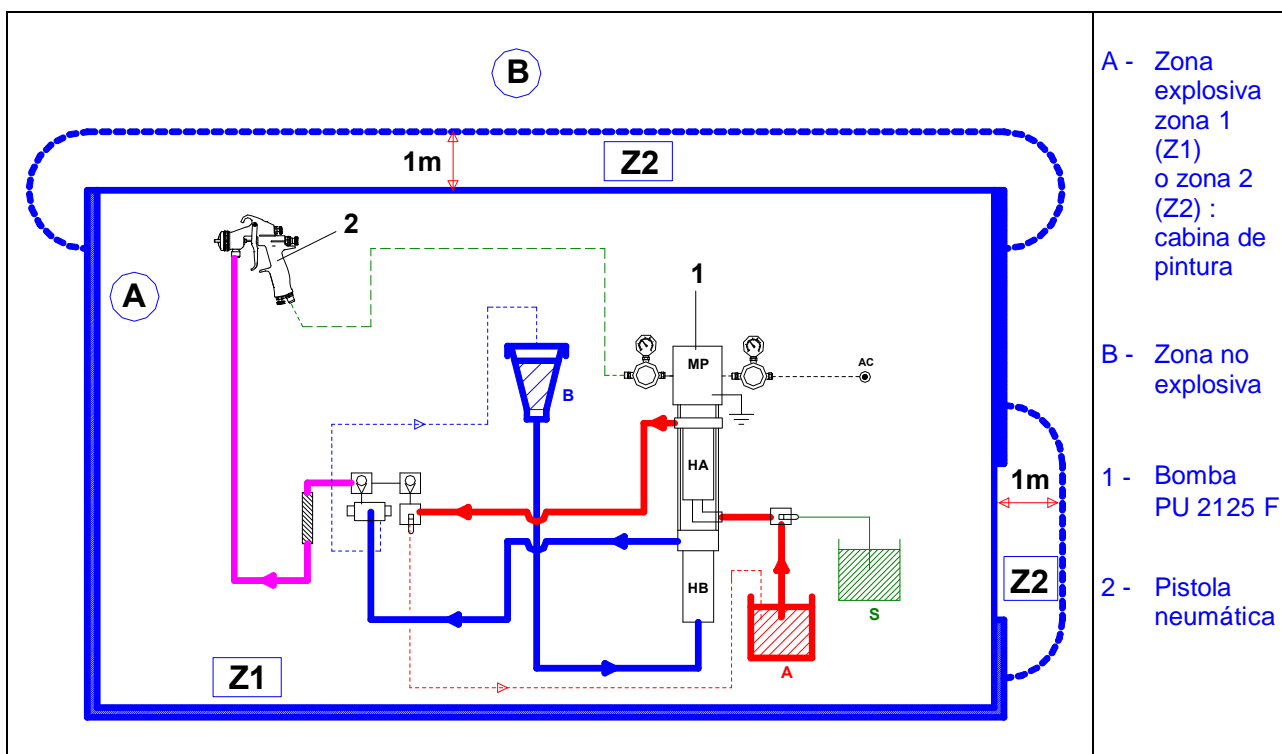 B
1m
Z2
2
A
1
MP
AC
B
HA
HB
1m
Z2
S
A
Z1
A - Zona
explosiva
zona 1
(Z1)
o zona 2
(Z2) :
cabina de
pintura
B - Zona no
explosiva
1 - Bomba
PU 2125 F
2 - Pistola
neumática